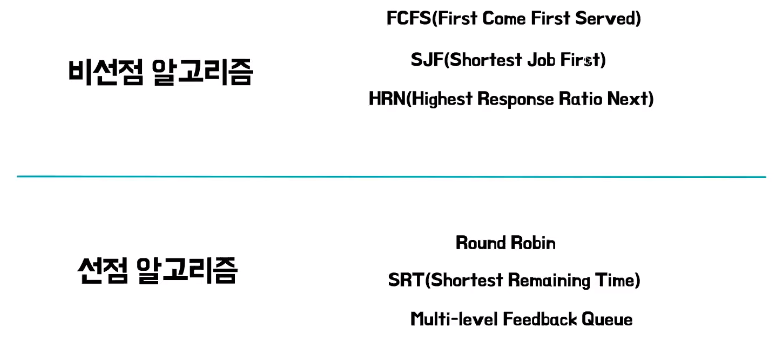 FCFS(First Come First Served)
SJF(Shortest Job First)
비선점 알고리즘
HRN(Highest Response Ratio Next)
Round Robin
선점 알고리즘
SRT(Shortest Remaining Time)
Multi-level Feedback Queue